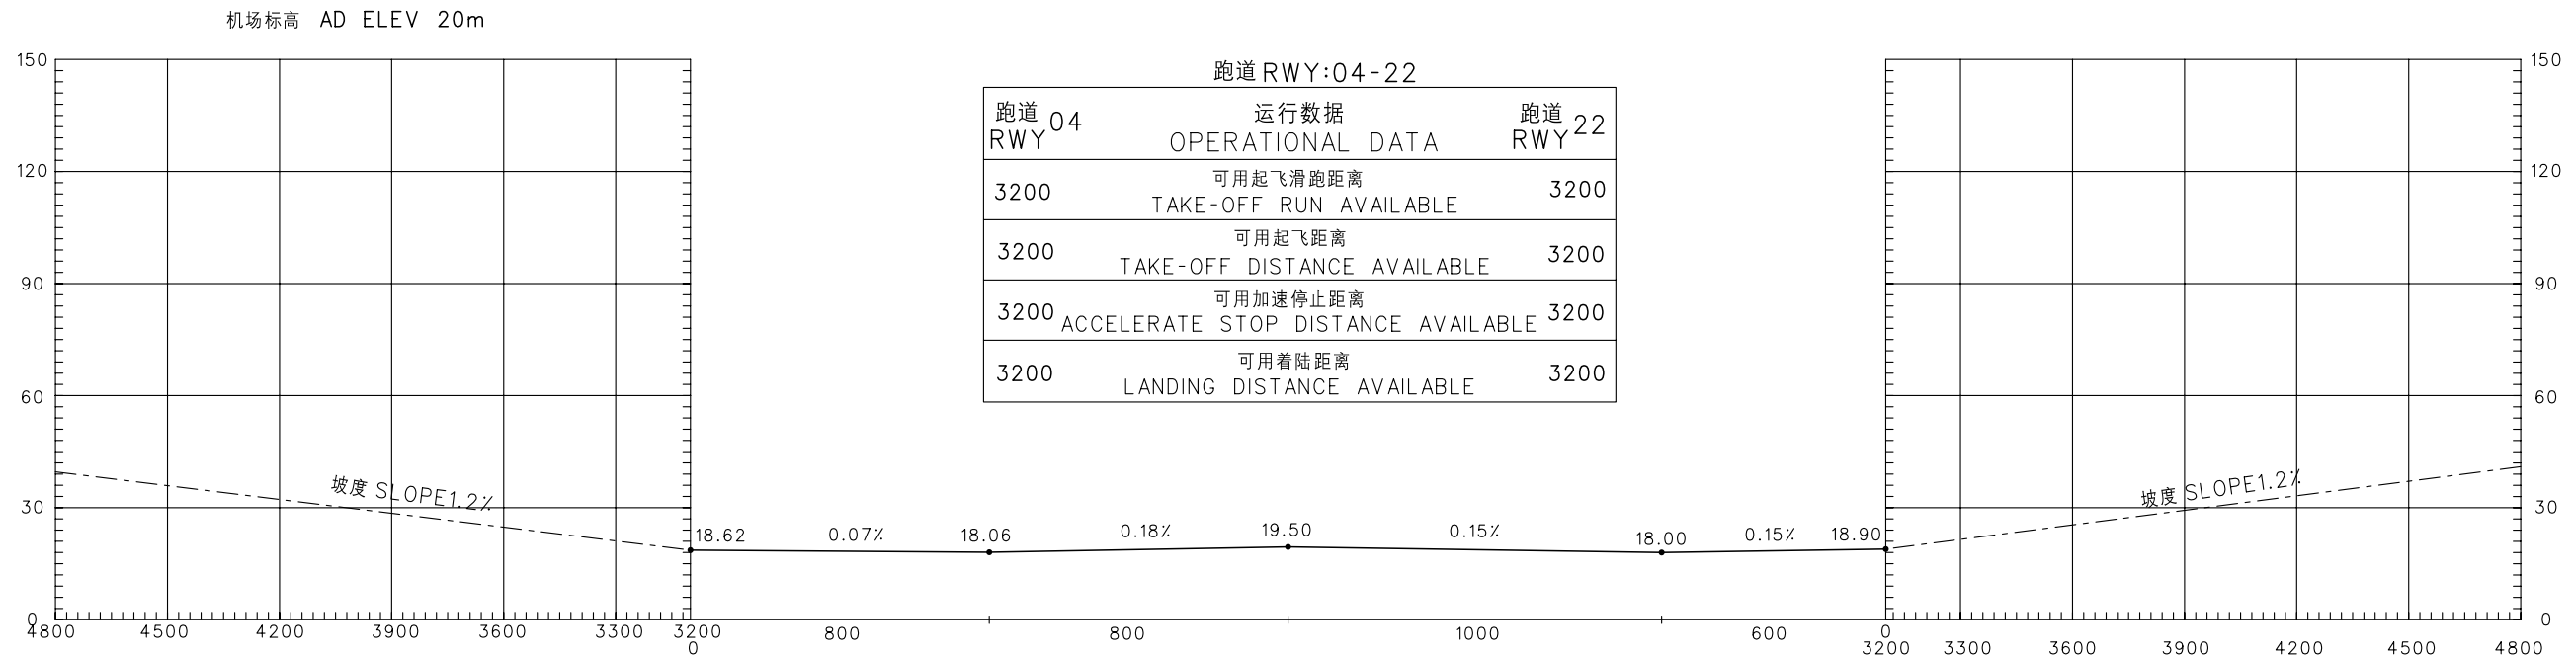 机场标高 AD ELEV 20m
150
120
90
60
30
0
坡度 SLOPE1.2%
4800 4500 4200 3900 3600 3300 3200
0
跑道RWY:04-22
跑道 RWY 04
运行数据
OPERATIONAL DATA
跑道 RWY 22
可用起飞滑跑距离
3200 TAKE-OFF RUN AVAILABLE 3200
可用起飞距离
3200 TAKE-OFF DISTANCE AVAILABLE 3200
可用加速停止距离
3200 ACCELERATE STOP DISTANCE AVAILABLE 3200
可用着陆距离
3200 LANDING DISTANCE AVAILABLE 3200
18.62 0.07% 18.06 0.18% 19.50 0.15% 18.00 0.15% 18.90
800 800 1000 600
150
120
90
60
30
0
坡度 SLOPE1.2%
0
3200 3300 3600 3900 4200 4500 4800